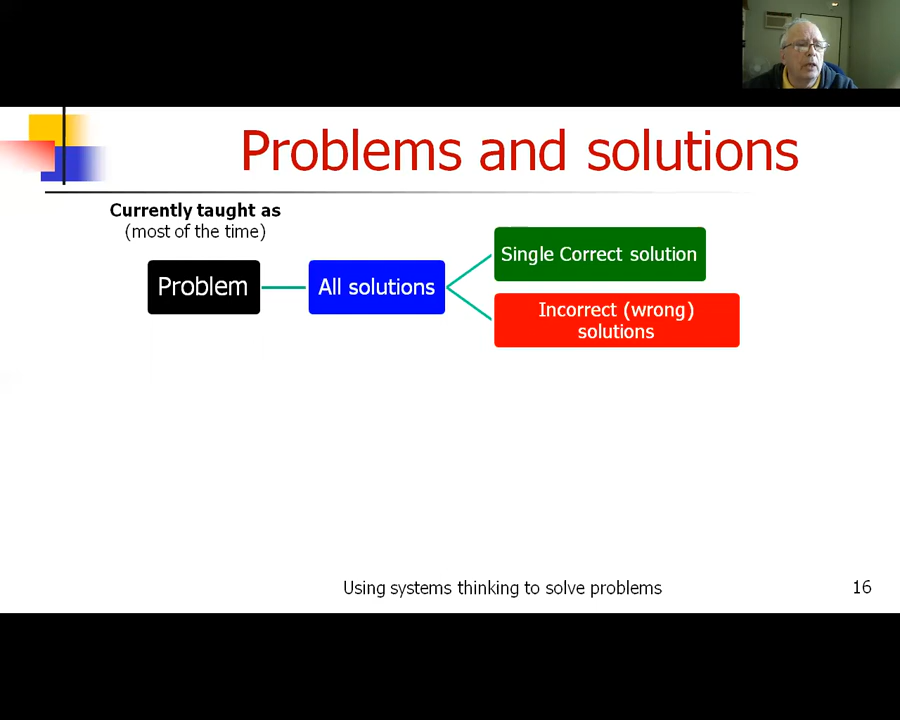 Problems and solutions
Currently taught as
(most of the time)
Problem
All solutions
Single Correct solution
Incorrect (wrong)
solutions
Using systems thinking to solve problems
16